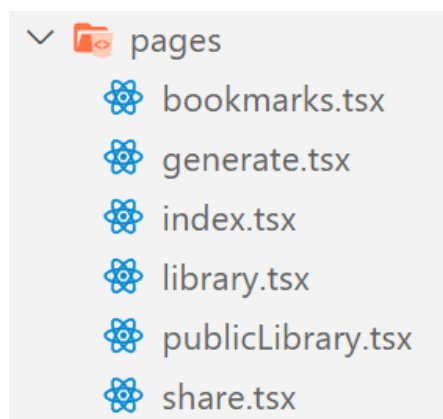 pages
bookmarks.tsx
generate.tsx
index.tsx
library.tsx
publicLibrary.tsx
share.tsx